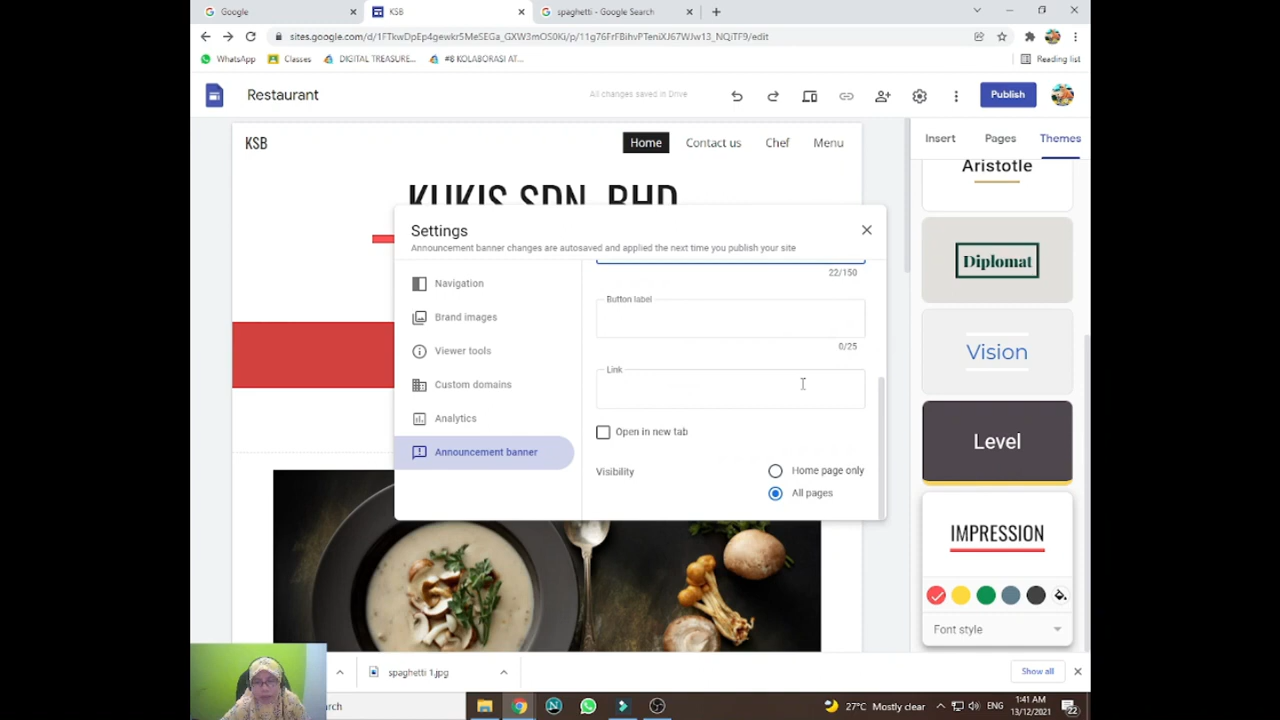 Google
KSB
spaghetti - Google Search
sites.google.com/d/1FTkwDpEp4gewkr5MeSEGa_GXW3mOS0Ki/p/11g76FrFBihvPTeniXJ67WJw13_NQiTF9/edit
WhatsApp
Classes
DIGITAL TREASURE...
#8 KOLABORASI AT...
Reading list
Restaurant
All changes saved in Drive
Publish
KSB
Home
Contact us
Chef
Menu
KUKIS SDN. BHD
Insert
Pages
Themes
Aristotle
Diplomat
Vision
Level
IMPRESSION
Font style
Settings
Announcement banner changes are autosaved and applied the next time you publish your site
Navigation
Brand images
Viewer tools
Custom domains
Analytics
Announcement banner
22/150
Button label
0/25
Link
Open in new tab
Visibility
Home page only
All pages
spaghetti 1.jpg
Show all
rch
27°C Mostly clear
ENG
1:41 AM
13/12/2021
22